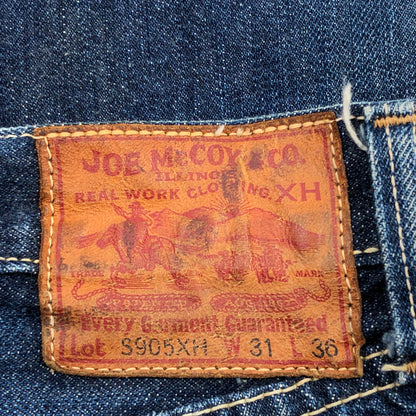 JOE McCOY & CO.
ILLINOIS
REAL WORK CLOTHING, XH
TRADE MARK
Every Garment Guaranteed
Lot S905XH W 31 L 36